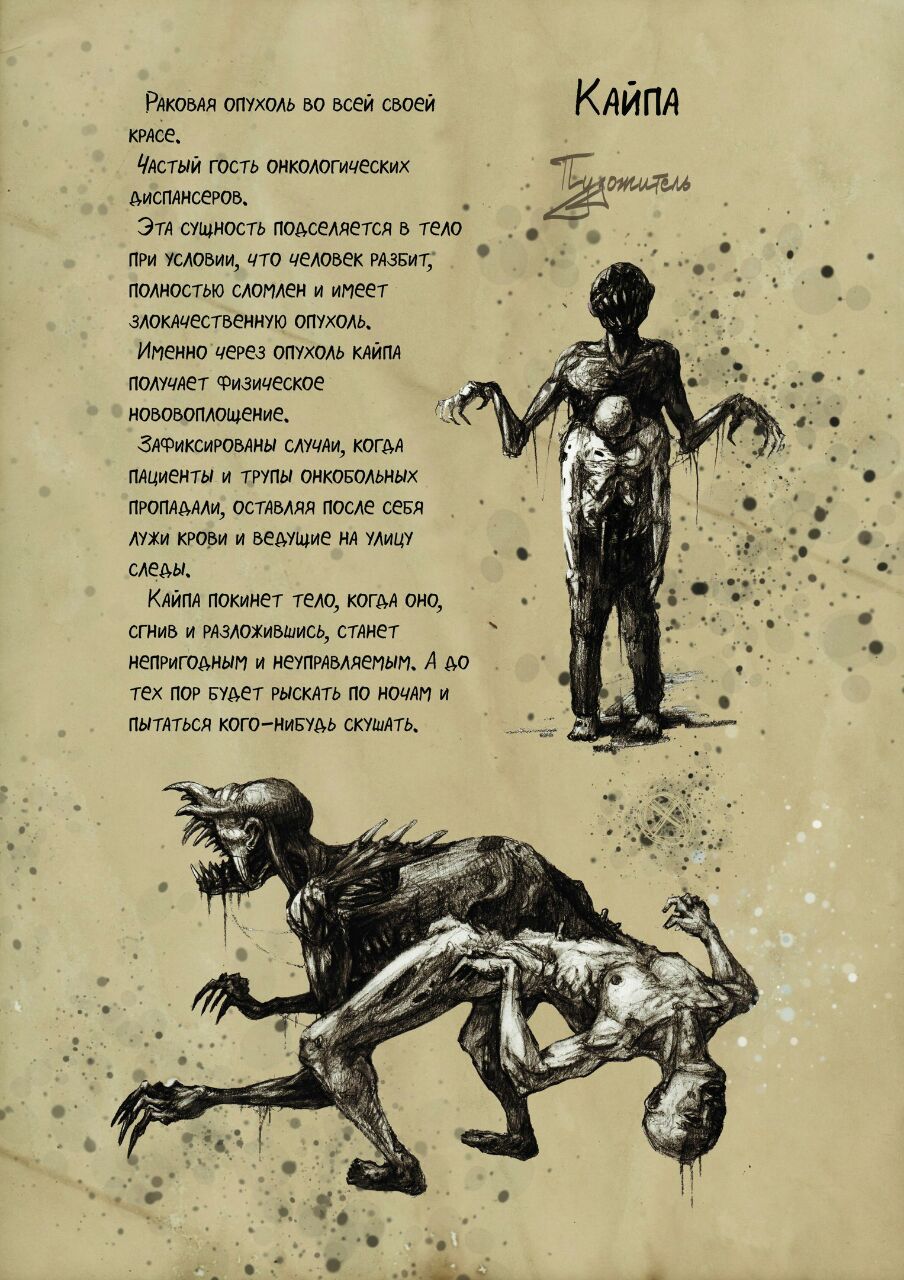 Кайпа
Пузожитель
Раковая опухоль во всей своей
красе.
Частый гость онкологических
диспансеров.
Эта сущность подселяется в тело
при условии, что человек разбит,
полностью сломлен и имеет
злокачественную опухоль.
Именно через опухоль кайпа
получает физическое
нововоплощение.
Зафиксированы случаи, когда
пациенты и трупы онкобольных
пропадали, оставляя после себя
лужи крови и ведущие на улицу
следы.
Кайпа покинет тело, когда оно,
сгнив и разложившись, станет
непригодным и неуправляемым. А до
тех пор будет рыскать по ночам и
пытаться кого-нибудь скушать.